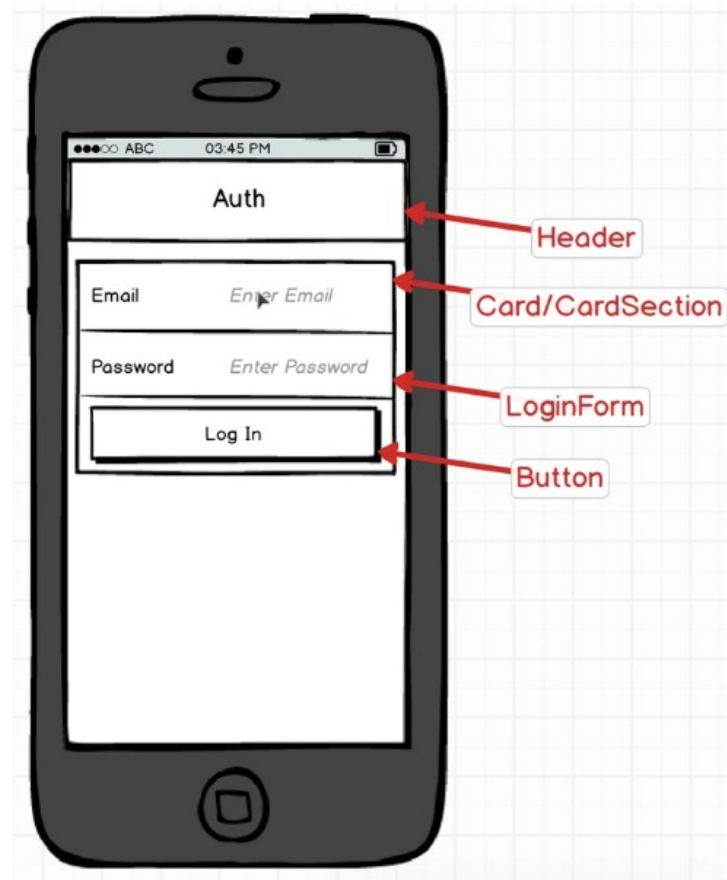 ABC 03:45 PM
Auth
Header
Email Enter Email
Card/CardSection
Password Enter Password
LoginForm
Log In
Button